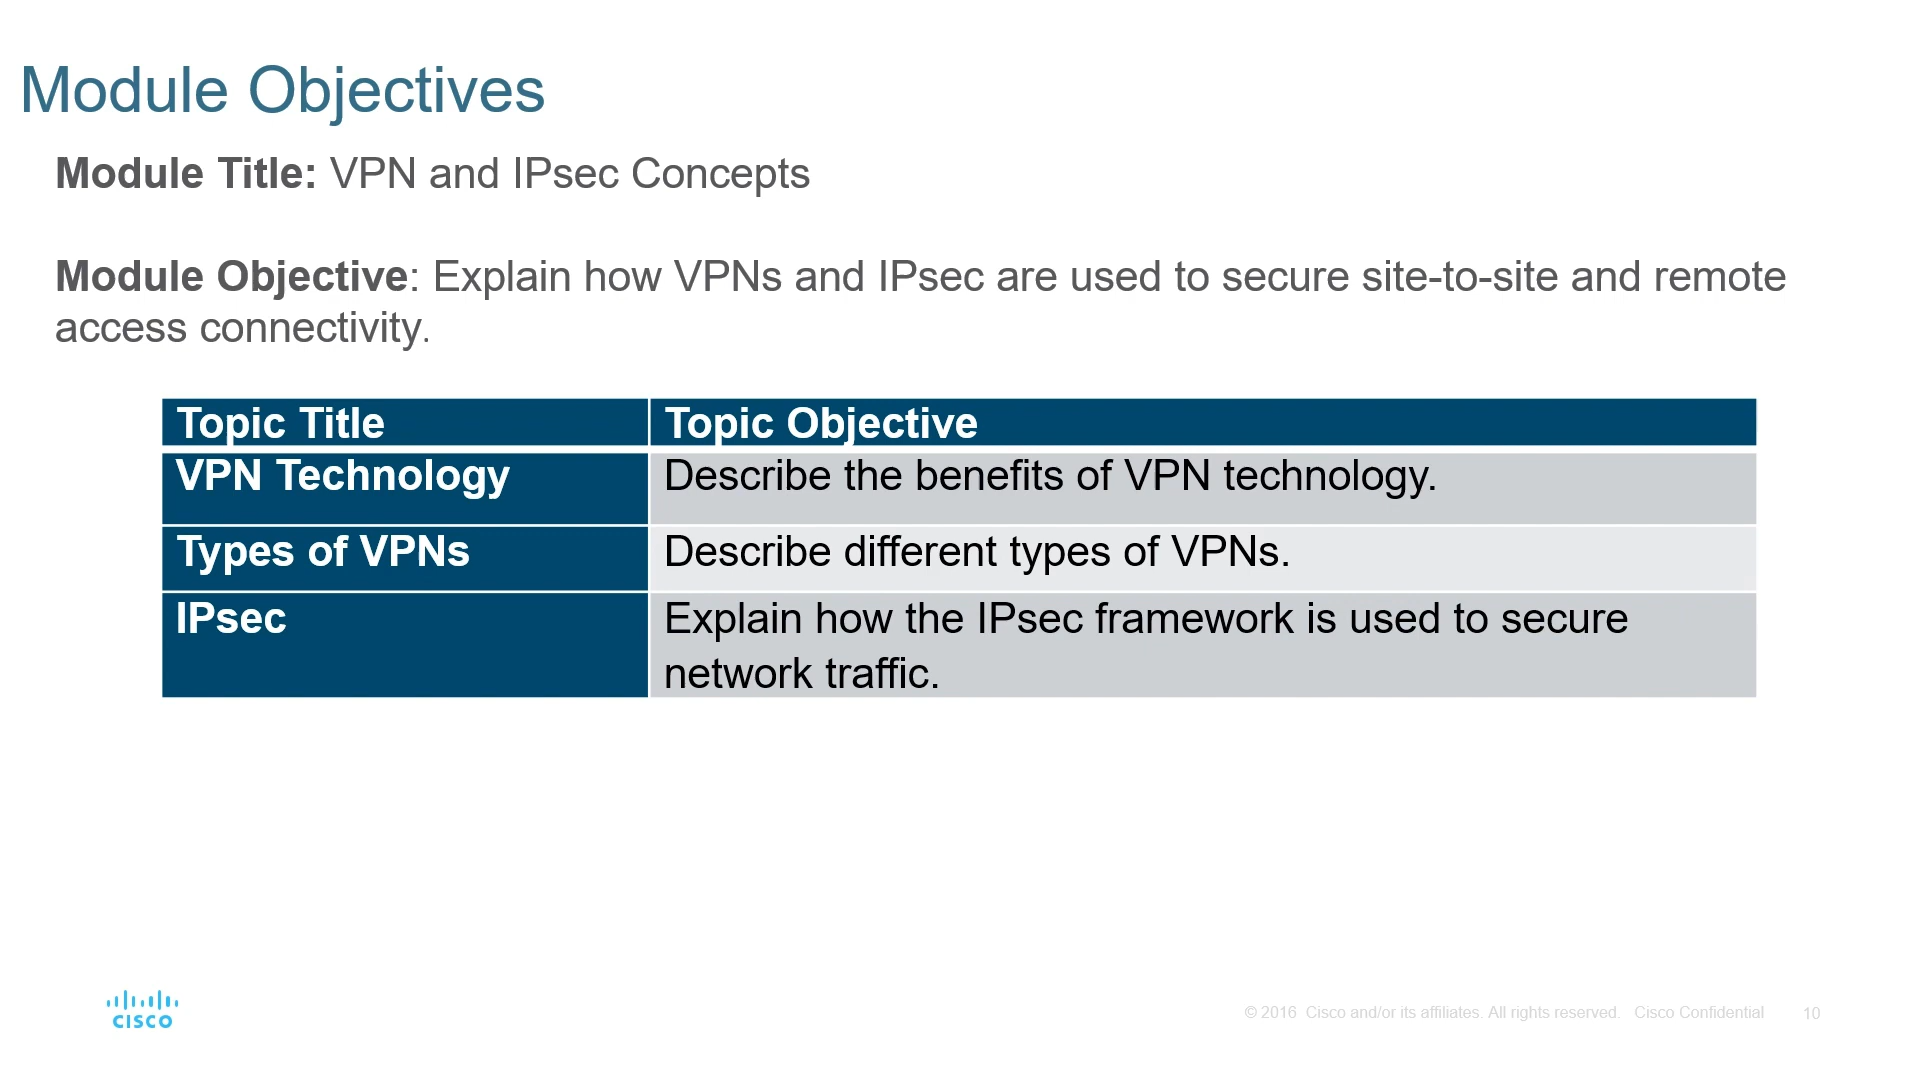 Module Objectives
Module Title: VPN and IPsec Concepts
Module Objective: Explain how VPNs and IPsec are used to secure site-to-site and remote
access connectivity.
Topic Title Topic Objective
VPN Technology Describe the benefits of VPN technology.
Types of VPNs Describe different types of VPNs.
IPsec Explain how the IPsec framework is used to secure
network traffic.
CISCO
© 2016 Cisco and/or its affiliates. All rights reserved. Cisco Confidential 10